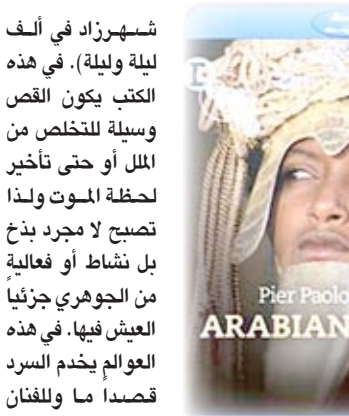 شـهـرزاد في ألـف
ليلة وليلة). في هذه
الكتب يكون القص
وسيلة للتخلص من
الملل أو حتى تأخير
لحظة المـوت ولـذا
تصبح لا مجرد بذخ
بل نشاط أو فعاليةٍ
من الجوهري جزئياً
العيش فيها. في هذه
العوالم يخدم السرد
قصـداً مـا وللفنان
Pier Paolo
ARABIAN